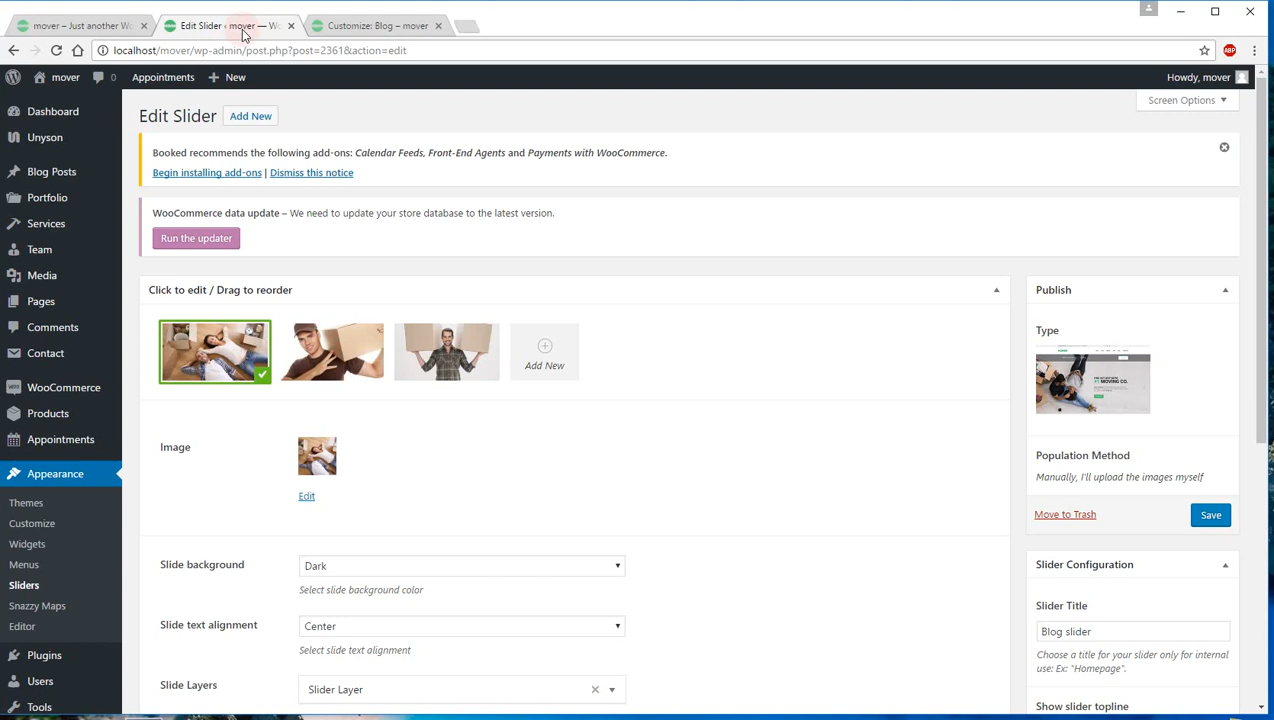 mover – Just another Wo
Edit Slider ‹ mover — Wo
Customize: Blog – mover
localhost/mover/wp-admin/post.php?post=2361&action=edit
ABP
mover
0
Appointments
New
Howdy, mover
Dashboard
Unyson
Blog Posts
Portfolio
Services
Team
Media
Pages
Comments
Contact
WooCommerce
Products
Appointments
Appearance
Themes
Customize
Widgets
Menus
Sliders
Snazzy Maps
Editor
Plugins
Users
Tools
Edit Slider
Add New
Screen Options
Booked recommends the following add-ons: Calendar Feeds, Front-End Agents and Payments with WooCommerce.
Begin installing add-ons | Dismiss this notice
WooCommerce data update – We need to update your store database to the latest version.
Run the updater
Click to edit / Drag to reorder
Add New
Image
Edit
Slide background
Dark
Select slide background color
Slide text alignment
Center
Select slide text alignment
Slide Layers
Slider Layer
Publish
Type
Population Method
Manually, I'll upload the images myself
Move to Trash
Save
Slider Configuration
Slider Title
Blog slider
Choose a title for your slider only for internal
use: Ex: "Homepage".
Show slider topline